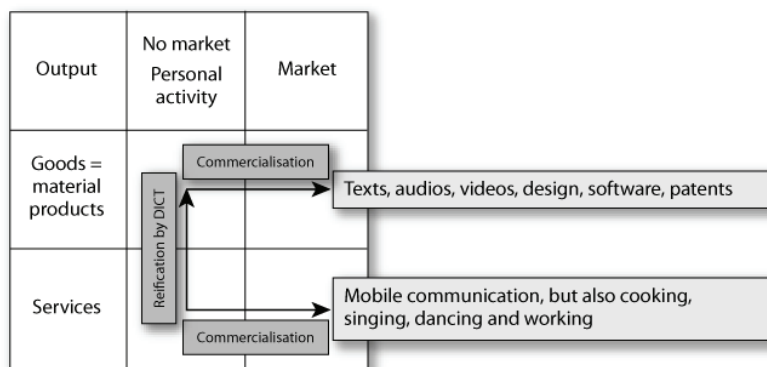 Output
No market
Personal
activity
Market
Goods =
material
products
Commercialisation
Reification by DICT
Texts, audios, videos, design, software, patents
Services
Mobile communication, but also cooking,
singing, dancing and working
Commercialisation